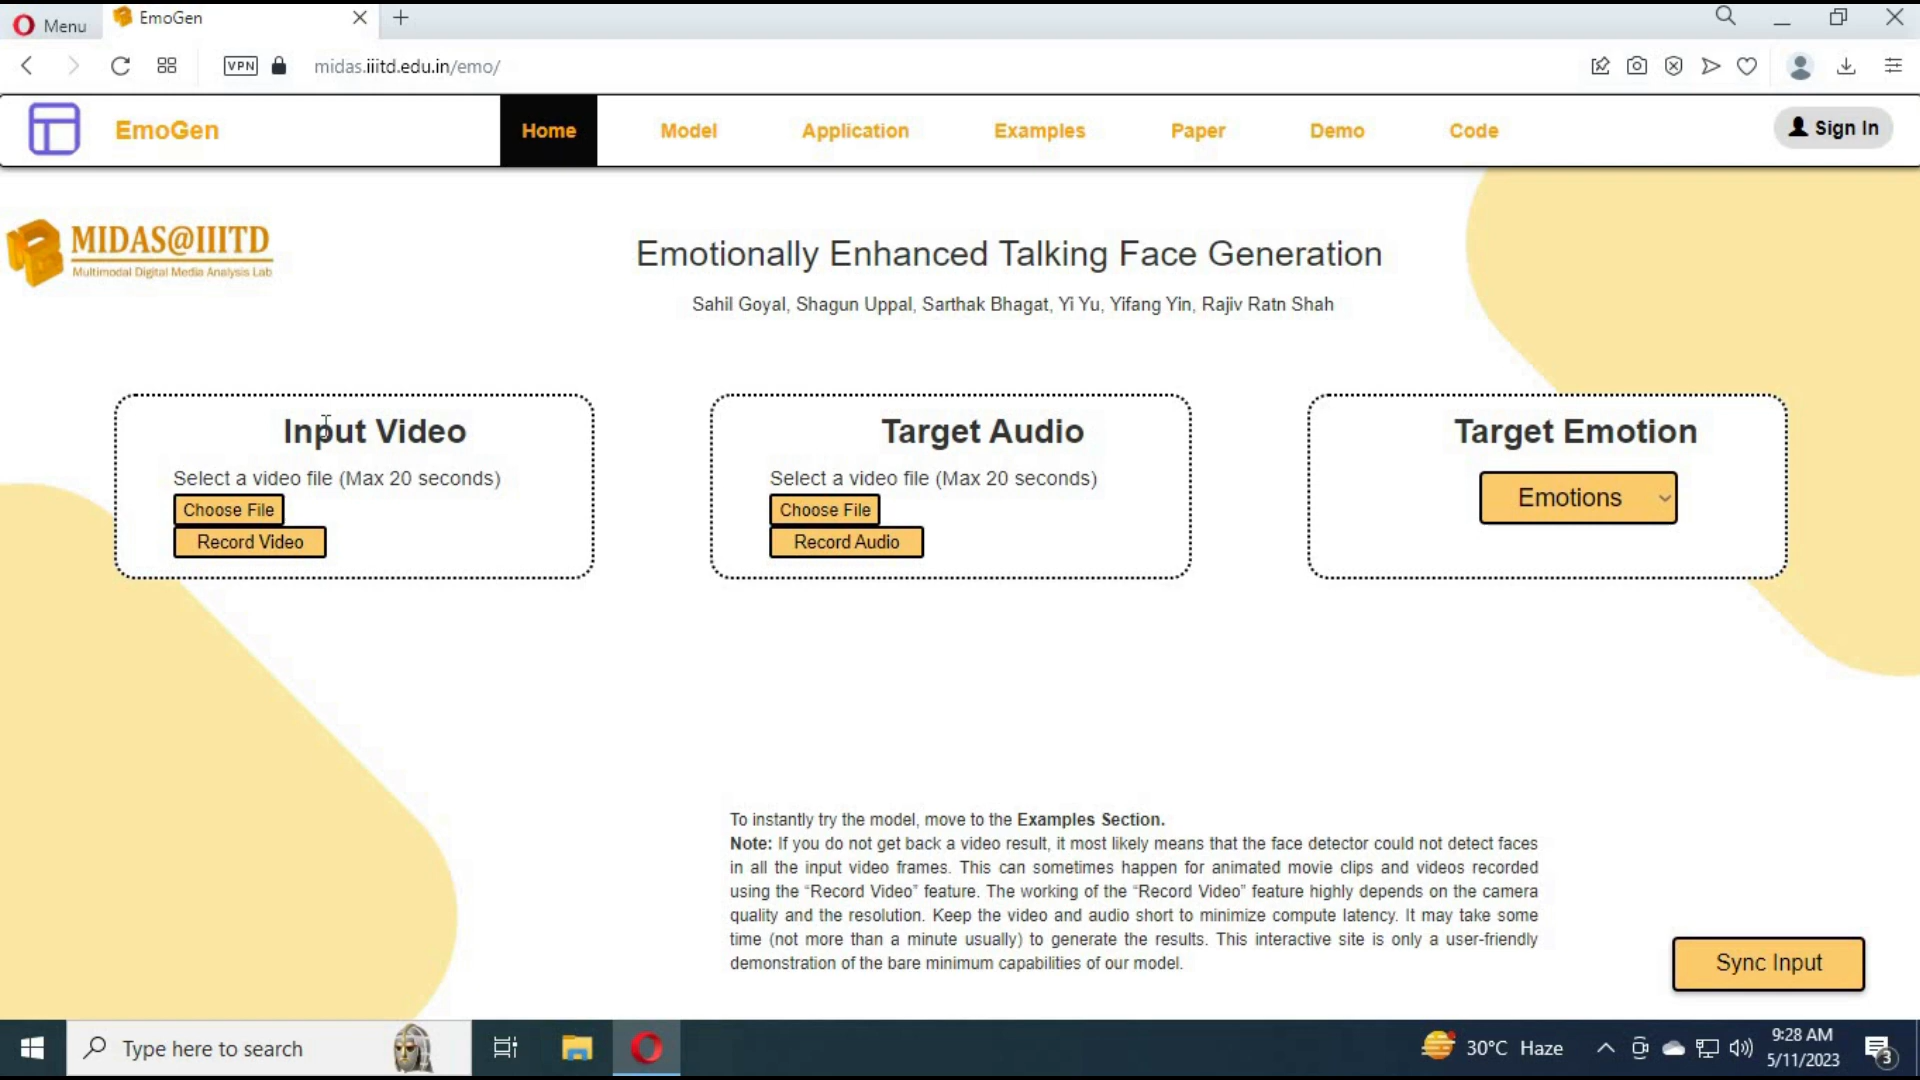 Menu
EmoGen
VPN
midas.iiitd.edu.in/emo/
EmoGen
Home
Model
Application
Examples
Paper
Demo
Code
Sign In
MIDAS@IIITD
Multimodal Digital Media Analysis Lab
Emotionally Enhanced Talking Face Generation
Sahil Goyal, Shagun Uppal, Sarthak Bhagat, Yi Yu, Yifang Yin, Rajiv Ratn Shah
Input Video
Select a video file (Max 20 seconds)
Choose File
Record Video
Target Audio
Select a video file (Max 20 seconds)
Choose File
Record Audio
Target Emotion
Emotions
To instantly try the model, move to the Examples Section.
Note: If you do not get back a video result, it most likely means that the face detector could not detect faces
in all the input video frames. This can sometimes happen for animated movie clips and videos recorded
using the “Record Video” feature. The working of the “Record Video” feature highly depends on the camera
quality and the resolution. Keep the video and audio short to minimize compute latency. It may take some
time (not more than a minute usually) to generate the results. This interactive site is only a user-friendly
demonstration of the bare minimum capabilities of our model.
Sync Input
Type here to search
30°C Haze
9:28 AM
5/11/2023
3